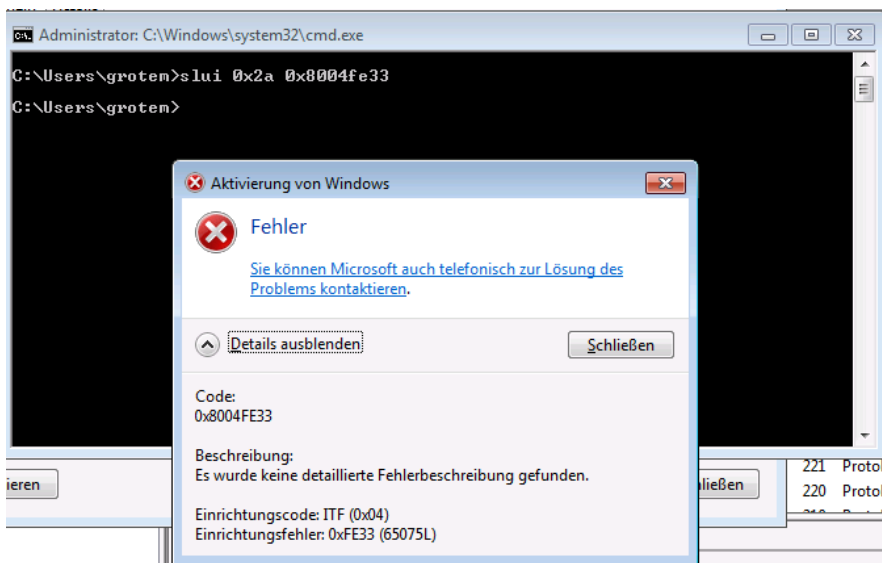 Administrator: C:\Windows\system32\cmd.exe
C:\Users\grotem>slui 0x2a 0x8004fe33
C:\Users\grotem>
Aktivierung von Windows
Fehler
Sie können Microsoft auch telefonisch zur Lösung des
Problems kontaktieren.
Details ausblenden
Schließen
Code:
0x8004FE33
Beschreibung:
Es wurde keine detaillierte Fehlerbeschreibung gefunden.
Einrichtungscode: ITF (0x04)
Einrichtungsfehler: 0xFE33 (65075L)
ieren
ließen
221 Protol
220 Protol